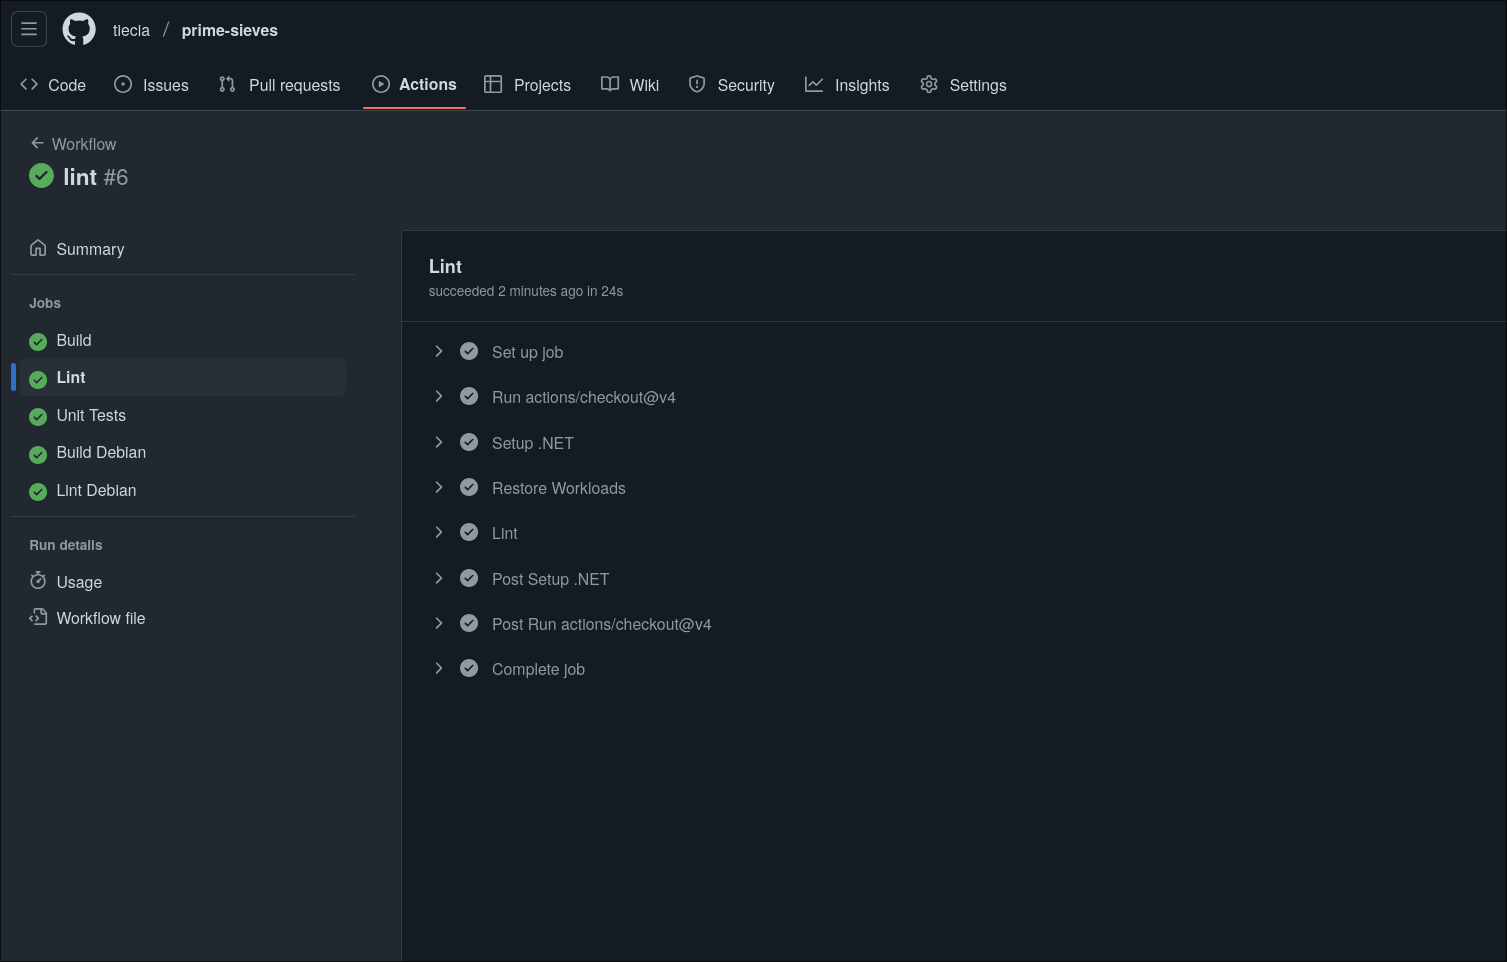 tlecla / prime-sieves
Code Issues Pull requests Actions Projects Wiki Security Insights Settings
Workflow
lint #6
Summary
Jobs
Build
Lint
Unit Tests
Build Debian
Lint Debian
Run details
Usage
Workflow file
Lint
succeeded 2 minutes ago in 24s
Set up job
Run actions/checkout@v4
Setup .NET
Restore Workloads
Lint
Post Setup .NET
Post Run actions/checkout@v4
Complete job